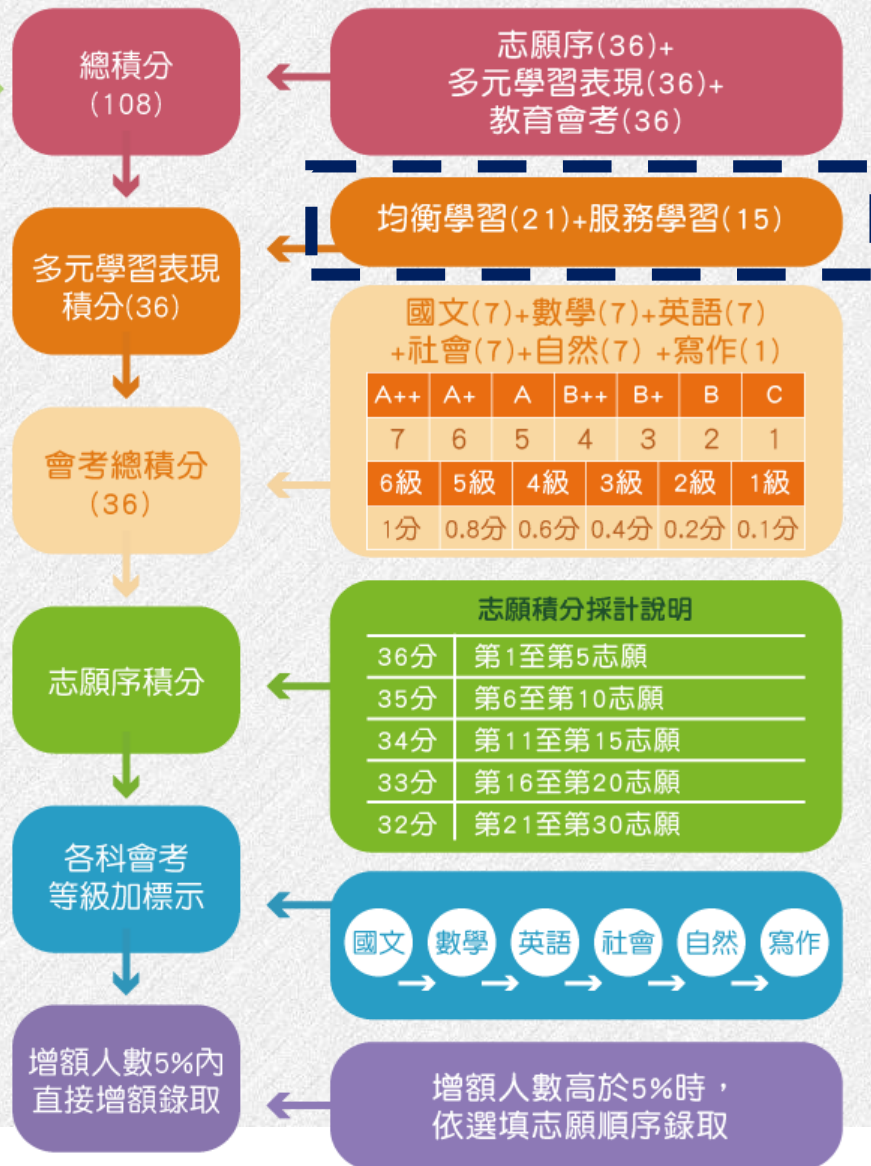 總積分
(108)
志願序(36)+
多元學習表現(36)+
教育會考(36)
多元學習表現
積分(36)
均衡學習(21)+服務學習(15)
會考總積分
(36)
國文(7)+數學(7)+英語(7)
+社會(7)+自然(7) +寫作(1)
A++ A+ A B++ B+ B C
7 6 5 4 3 2 1
6級 5級 4級 3級 2級 1級
1分 0.8分 0.6分 0.4分 0.2分 0.1分
志願序積分
志願積分採計說明
36分 第1至第5志願
35分 第6至第10志願
34分 第11至第15志願
33分 第16至第20志願
32分 第21至第30志願
各科會考
等級加標示
國文 數學 英語 社會 自然 寫作
增額人數5%內
直接增額錄取
增額人數高於5%時，
依選填志願順序錄取